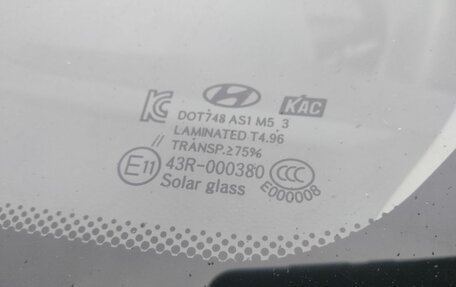 KC KAC
DOT748 AS1 M5 3
LAMINATED T4.96
// TRANSP.≥75%
E11 43R-000380 CCC
Solar glass E000008